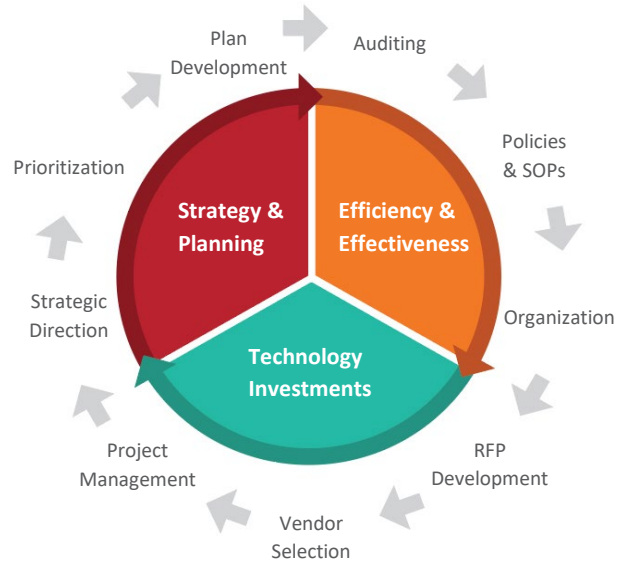 Plan
Development
Auditing
Policies
& SOPs
Organization
RFP
Development
Vendor
Selection
Project
Management
Strategic
Direction
Prioritization
Strategy &
Planning
Efficiency &
Effectiveness
Technology
Investments